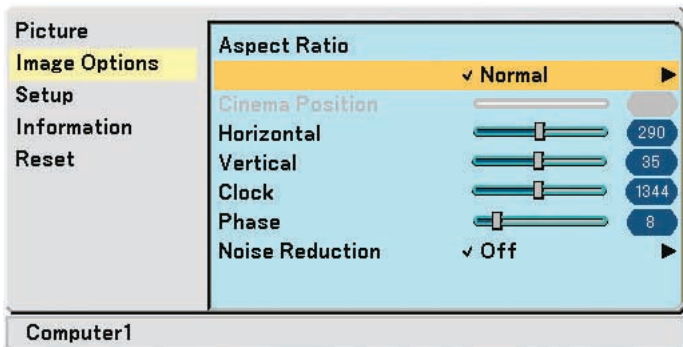 Picture
Image Options
Setup
Information
Reset
Aspect Ratio
✓ Normal
Cinema Position
Horizontal 290
Vertical 35
Clock 1344
Phase 8
Noise Reduction ✓ Off
Computer1